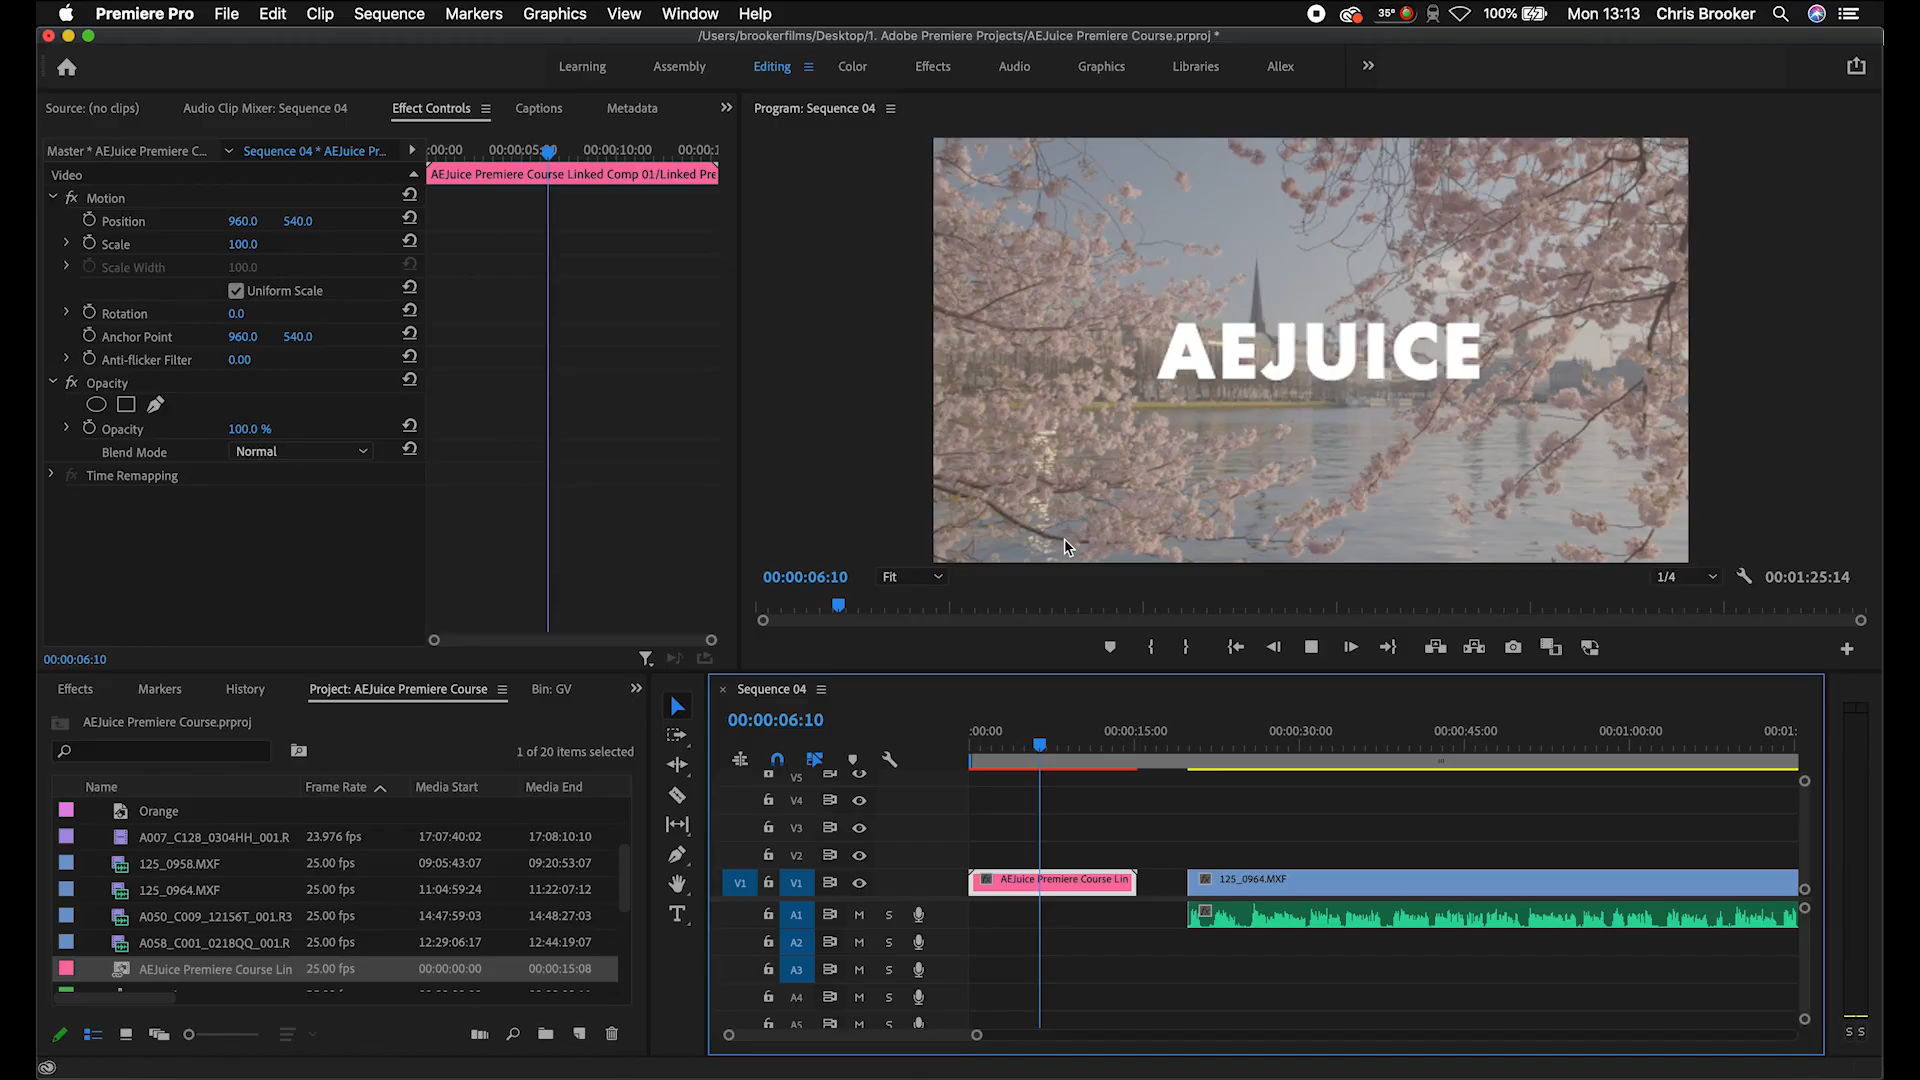 Premiere Pro File Edit Clip Sequence Markers Graphics View Window Help 35° 100% Mon 13:13 Chris Brooker
/Users/brookerfilms/Desktop/1. Adobe Premiere Projects/AEJuice Premiere Course.prproj *
Learning Assembly Editing Color Effects Audio Graphics Libraries Allex
Source: (no clips) Audio Clip Mixer: Sequence 04 Effect Controls Captions Metadata
Program: Sequence 04
Master * AEJuice Premiere C... Sequence 04 * AEJuice Pr...
:00:00 00:00:05:00 00:00:10:00 00:00:1
Video
AEJuice Premiere Course Linked Comp 01/Linked Pre
fx Motion
Position 960.0 540.0
Scale 100.0
Scale Width 100.0
Uniform Scale
Rotation 0.0
Anchor Point 960.0 540.0
Anti-flicker Filter 0.00
fx Opacity
Opacity 100.0 %
Blend Mode Normal
fx Time Remapping
00:00:06:10
AEJUICE
00:00:06:10 Fit 1/4 00:01:25:14
Effects Markers History Project: AEJuice Premiere Course Bin: GV
AEJuice Premiere Course.prproj
1 of 20 items selected
Name Frame Rate Media Start Media End
Orange
A007_C128_0304HH_001.R 23.976 fps 17:07:40:02 17:08:10:10
125_0958.MXF 25.00 fps 09:05:43:07 09:20:53:07
125_0964.MXF 25.00 fps 11:04:59:24 11:22:07:12
A050_C009_12156T_001.R3 25.00 fps 14:47:59:03 14:48:27:03
A058_C001_0218QQ_001.R 25.00 fps 12:29:06:17 12:44:19:07
AEJuice Premiere Course Lin 25.00 fps 00:00:00:00 00:00:15:08
Sequence 04
00:00:06:10
:00:00 00:00:15:00 00:00:30:00 00:00:45:00 00:01:00:00 00:01:
V5
V4
V3
V2
V1 V1
AEJuice Premiere Course Lin
125_0964.MXF
A1 M S
A2 M S
A3 M S
A4 M S
A5 M S
S S